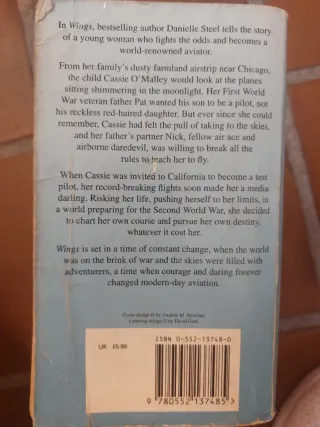 In Wings, bestselling author Danielle Steel tells the story
of a young woman who fights the odds and becomes a
world-renowned aviator.
From her family's dusty farmland airstrip near Chicago,
the child Cassie O'Malley would look at the planes
sitting shimmering in the moonlight. Her First World
War veteran father Pat wanted his son to be a pilot, not
his reckless red-haired daughter. But ever since she could
remember, Cassie had felt the pull of taking to the skies,
and her father's partner Nick, fellow air ace and
airborne daredevil, was willing to break all the
rules to teach her to fly.
When Cassie was invited to California to become a test
pilot, her record-breaking flights soon made her a media
darling. Risking her life, pushing herself to her limits, in
a world preparing for the Second World War, she decided
to chart her own course and pursue her own destiny,
whatever it cost her.
Wings is set in a time of constant change, when the world
was on the brink of war and the skies were filled with
adventurers, a time when courage and daring forever
changed modern-day aviation.
Cover design © by Andrew M. Newman
Lettering design © by David Gatti
UK £5.99
ISBN 0-552-13748-0
9 780552 137485 >